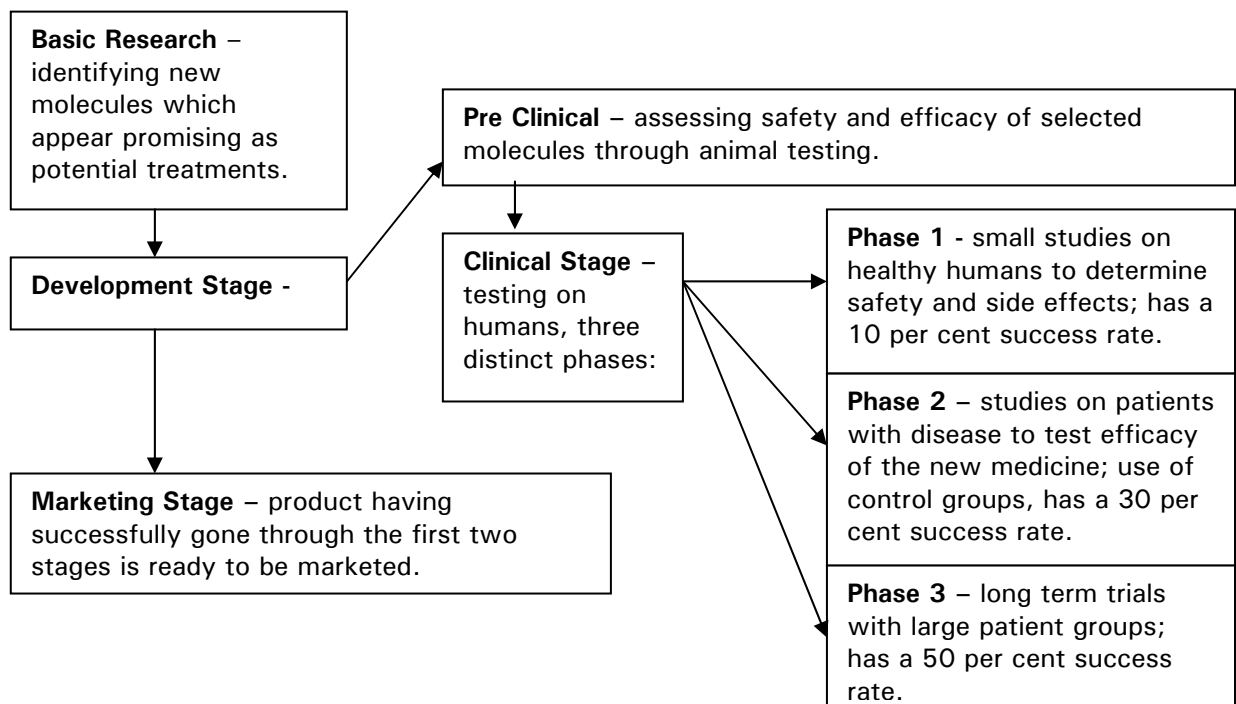 Basic Research –
identifying new
molecules which
appear promising as
potential treatments.
Pre Clinical – assessing safety and efficacy of selected
molecules through animal testing.
Development Stage -
Clinical Stage –
testing on
humans, three
distinct phases:
Phase 1 - small studies on
healthy humans to determine
safety and side effects; has a
10 per cent success rate.
Phase 2 – studies on patients
with disease to test efficacy
of the new medicine; use of
control groups, has a 30 per
cent success rate.
Marketing Stage – product having
successfully gone through the first two
stages is ready to be marketed.
Phase 3 – long term trials
with large patient groups;
has a 50 per cent success
rate.